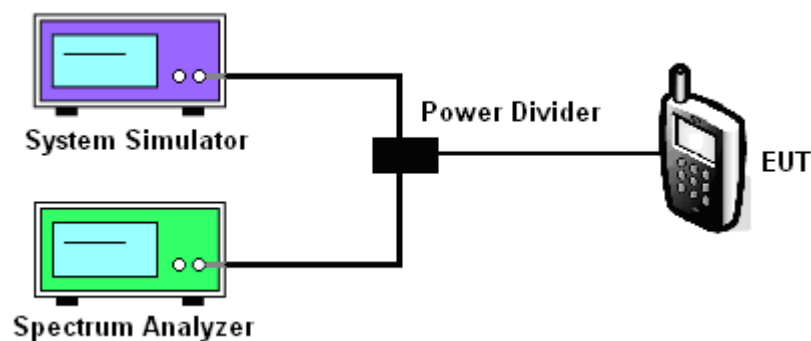 System Simulator
Power Divider
EUT
Spectrum Analyzer